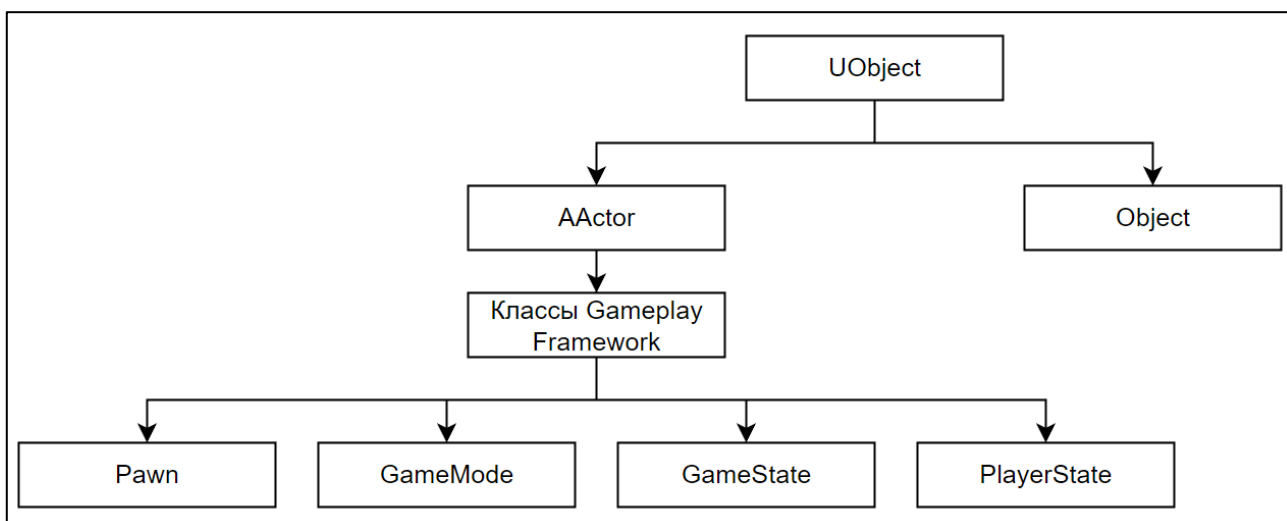 UObject
AActor
Object
Классы Gameplay
Framework
Pawn
GameMode
GameState
PlayerState